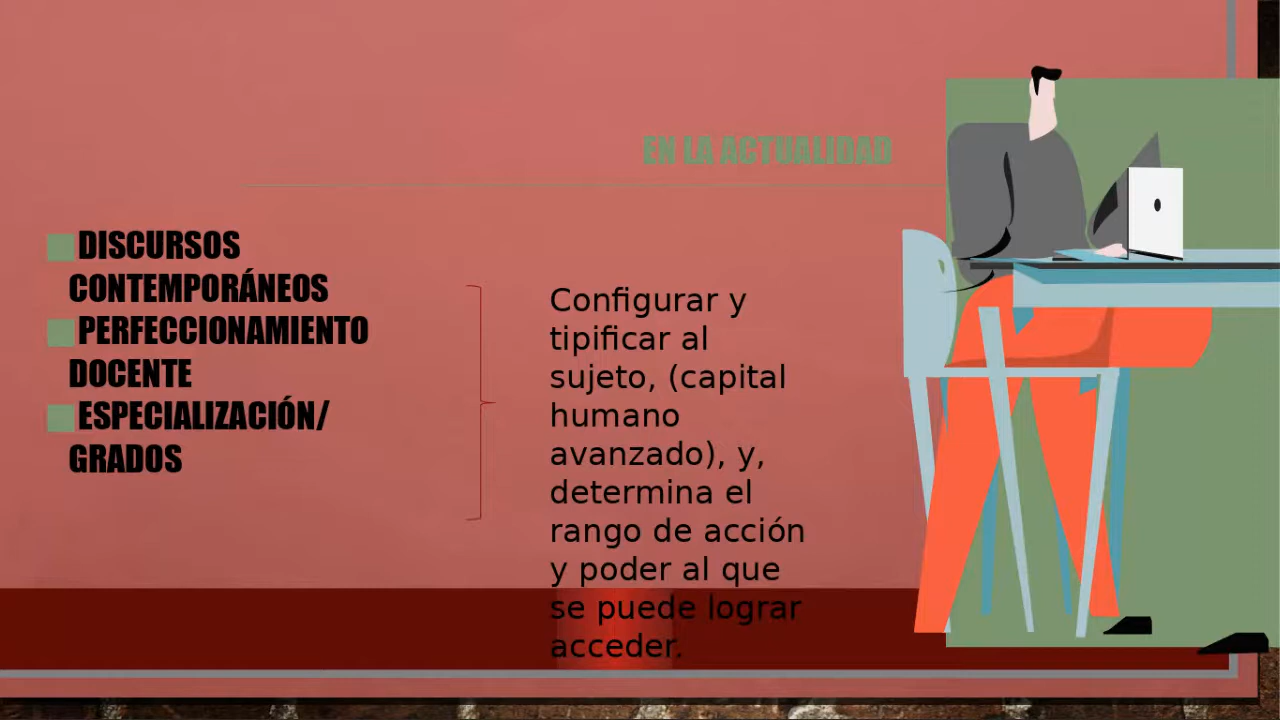 EN LA ACTUALIDAD
DISCURSOS
CONTEMPORÁNEOS
PERFECCIONAMIENTO
DOCENTE
ESPECIALIZACIÓN/
GRADOS
Configurar y
tipificar al
sujeto, (capital
humano
avanzado), y,
determina el
rango de acción
y poder al que
se puede lograr
acceder.